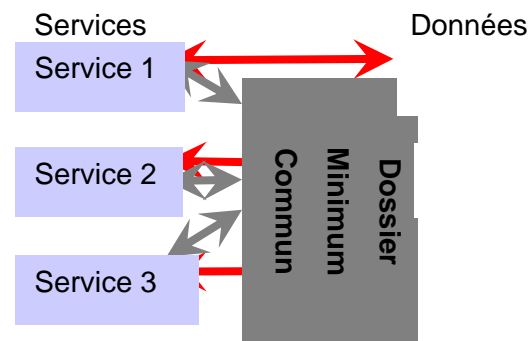 Services
Données
Service 1
Service 2
Service 3
Dossier
Minimum
Commun